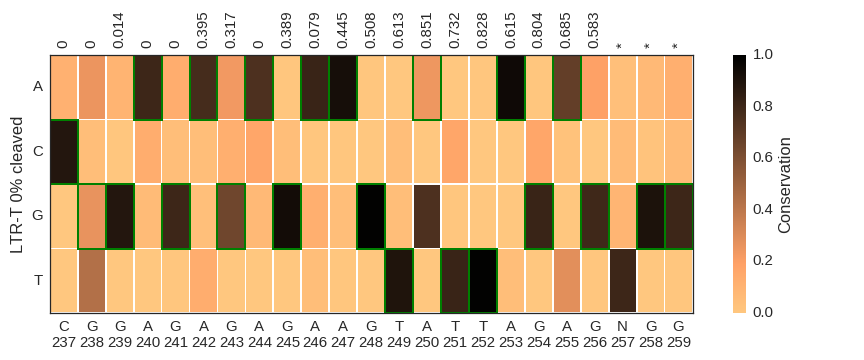 0 0 0.014 0 0 0.395 0.317 0 0.389 0.079 0.445 0.508 0.613 0.851 0.732 0.828 0.615 0.804 0.685 0.583 * * *
LTR-T 0% cleaved
A
C
G
T
C G G A G A G A G A A G T A T T A G A G N G G
237 238 239 240 241 242 243 244 245 246 247 248 249 250 251 252 253 254 255 256 257 258 259
1.0
0.8
0.6
0.4
0.2
0.0
Conservation